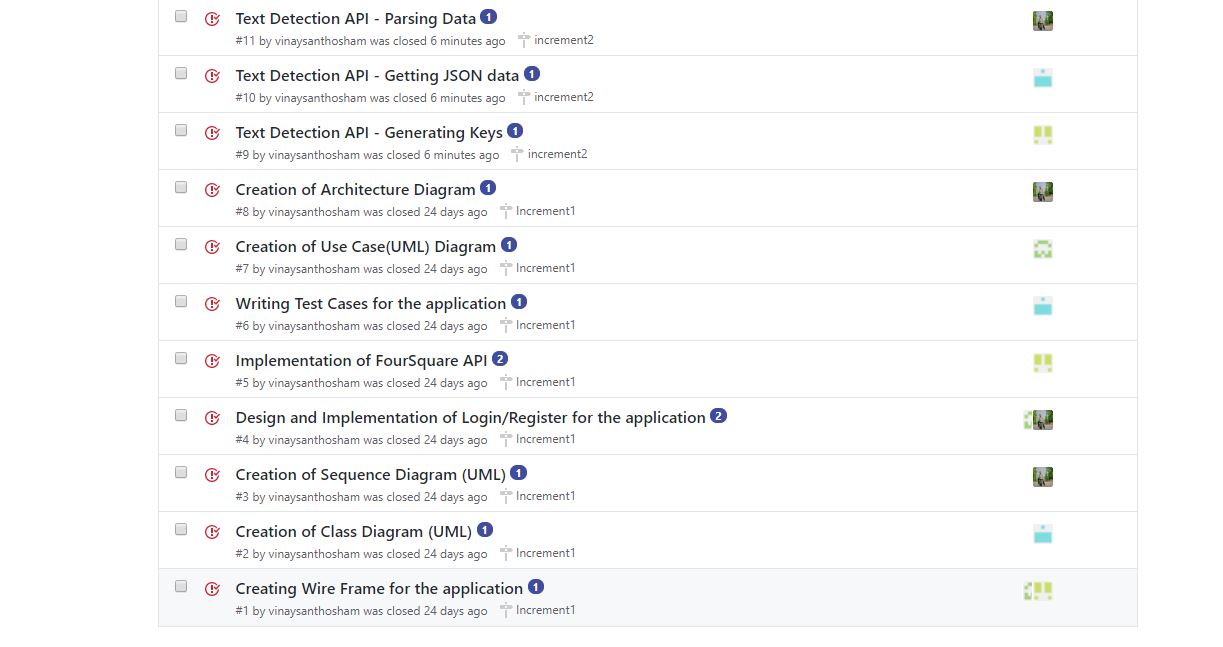 Text Detection API - Parsing Data 1
#11 by vinaysanthosham was closed 6 minutes ago increment2
Text Detection API - Getting JSON data 1
#10 by vinaysanthosham was closed 6 minutes ago increment2
Text Detection API - Generating Keys 1
#9 by vinaysanthosham was closed 6 minutes ago increment2
Creation of Architecture Diagram 1
#8 by vinaysanthosham was closed 24 days ago Increment1
Creation of Use Case(UML) Diagram 1
#7 by vinaysanthosham was closed 24 days ago Increment1
Writing Test Cases for the application 1
#6 by vinaysanthosham was closed 24 days ago Increment1
Implementation of FourSquare API 2
#5 by vinaysanthosham was closed 24 days ago Increment1
Design and Implementation of Login/Register for the application 2
#4 by vinaysanthosham was closed 24 days ago Increment1
Creation of Sequence Diagram (UML) 1
#3 by vinaysanthosham was closed 24 days ago Increment1
Creation of Class Diagram (UML) 1
#2 by vinaysanthosham was closed 24 days ago Increment1
Creating Wire Frame for the application 1
#1 by vinaysanthosham was closed 24 days ago Increment1